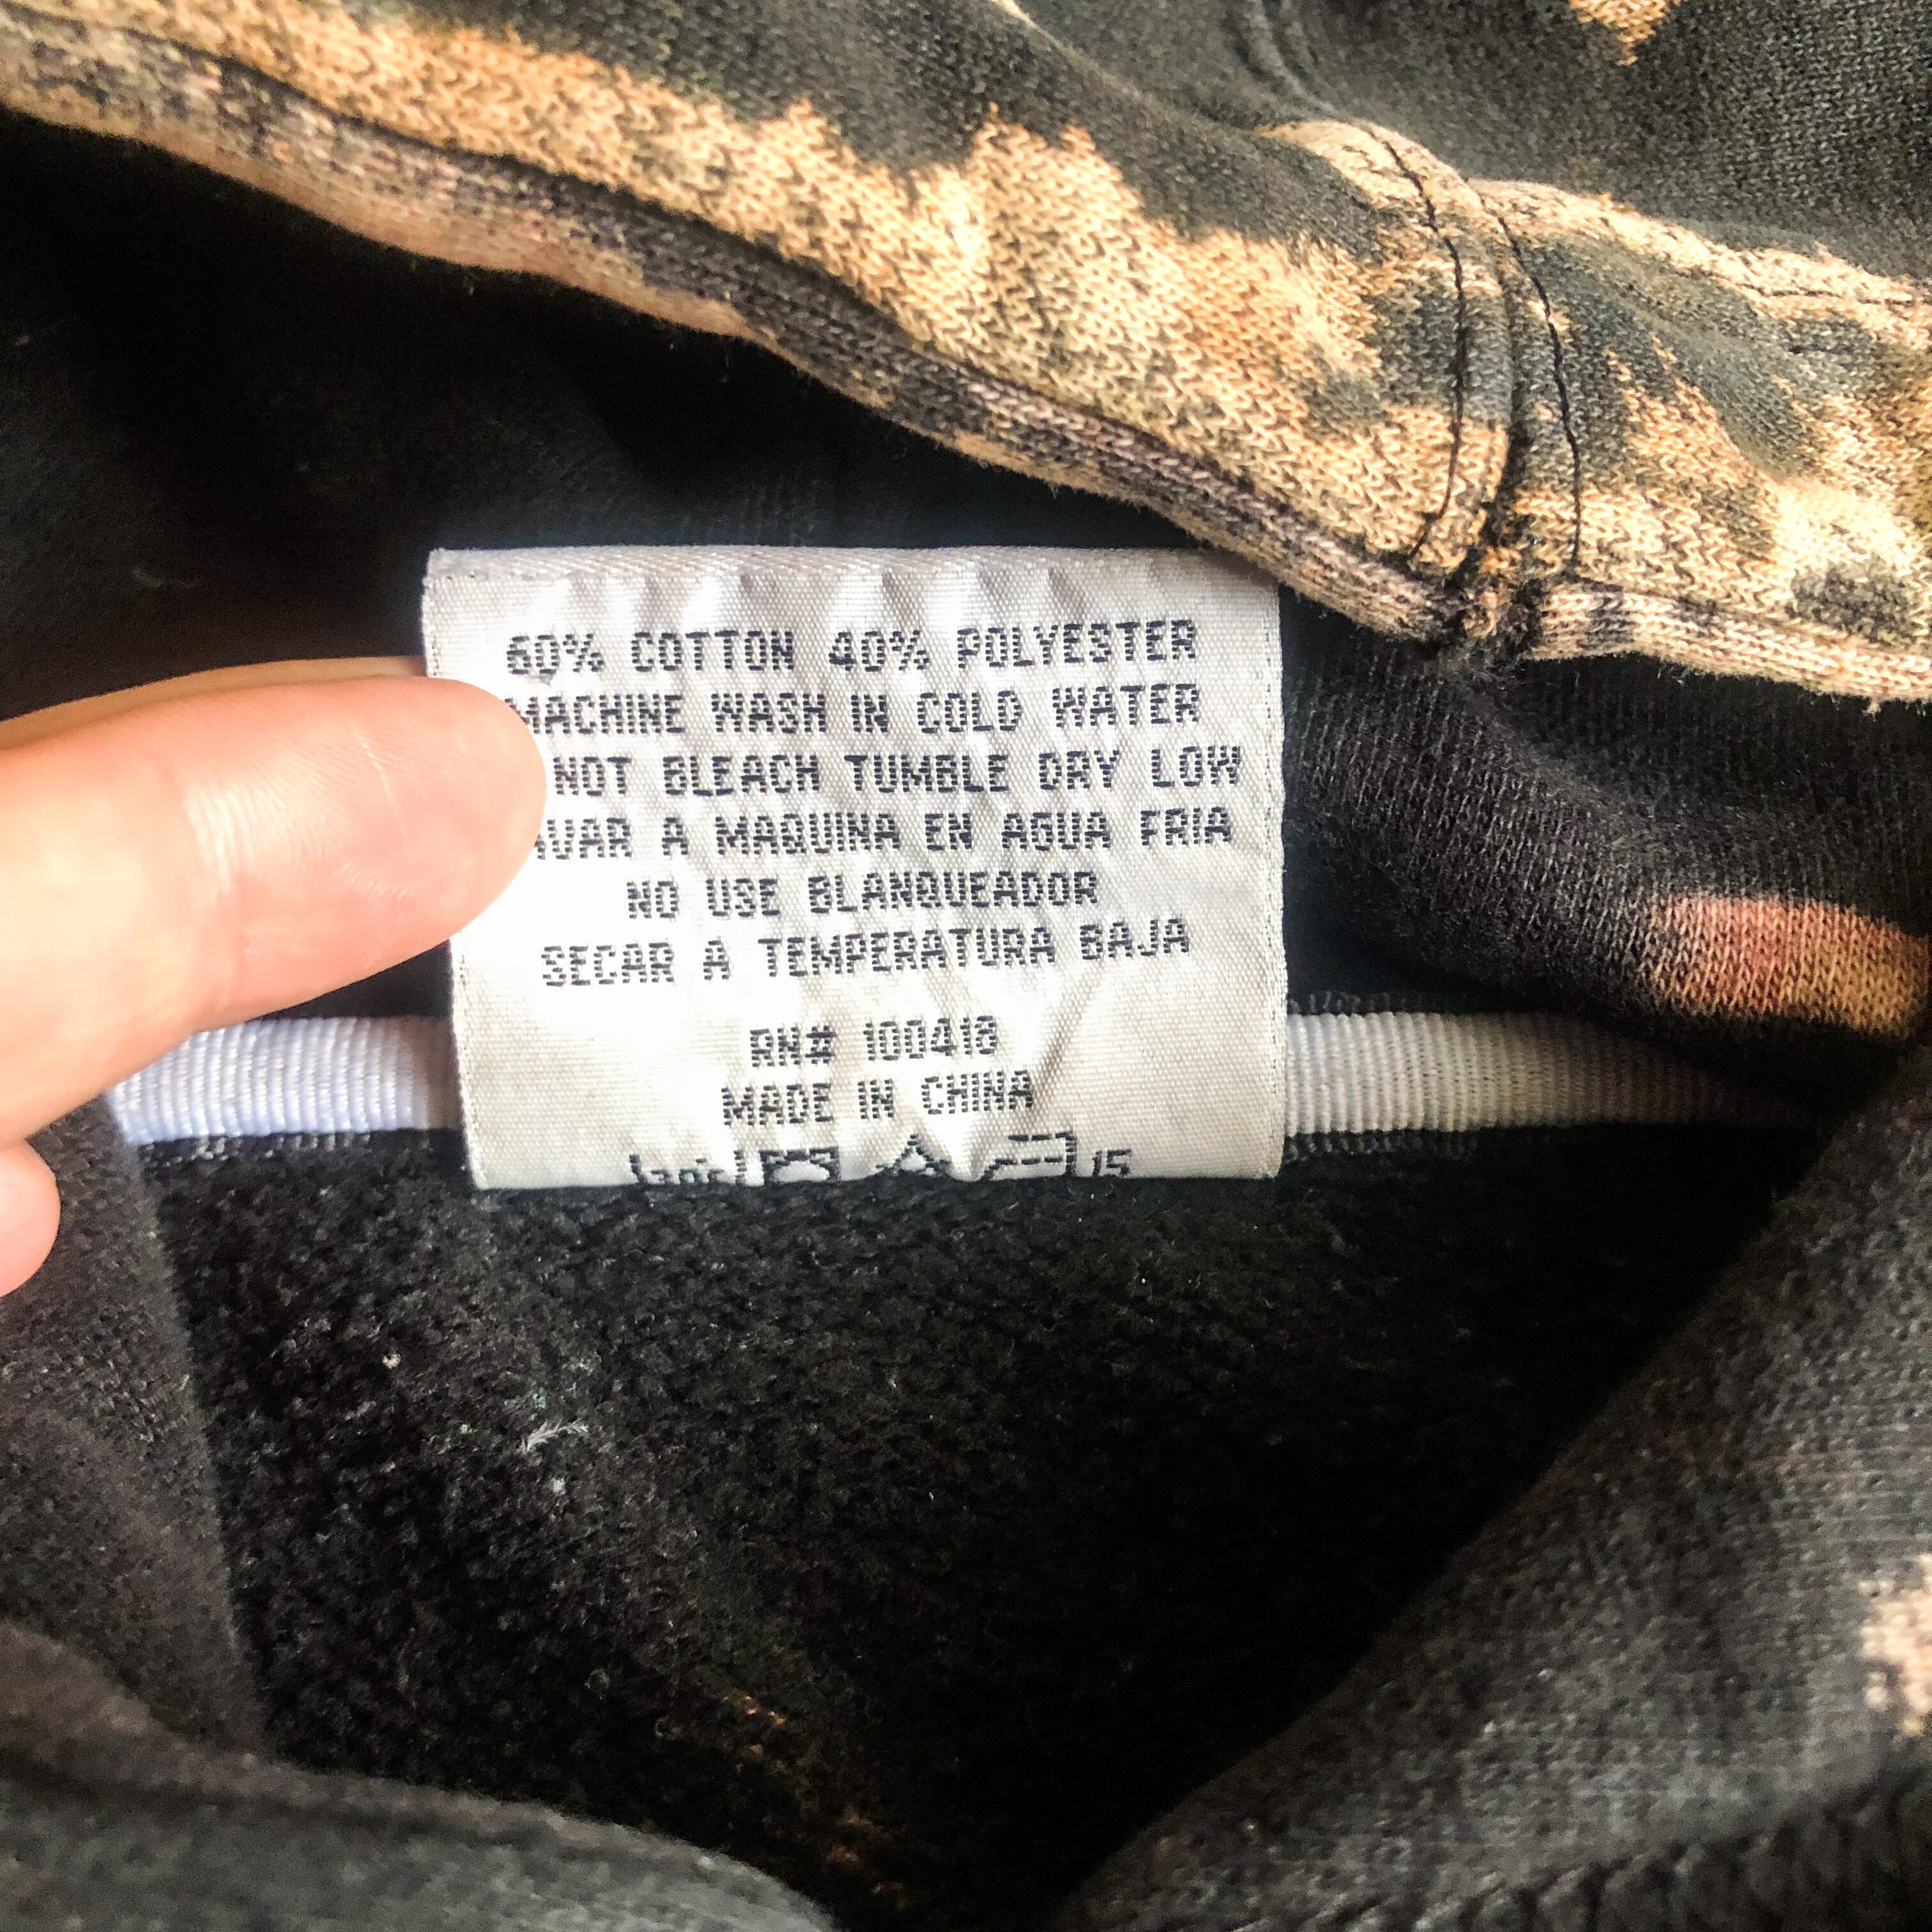 60% COTTON 40% POLYESTER
MACHINE WASH IN COLD WATER
NOT BLEACH TUMBLE DRY LOW
A MAQUINA EN AGUA FRIA
NO USE BLANQUEADOR
SECAR A TEMPERATURA BAJA
RN# 100418
MADE IN CHINA